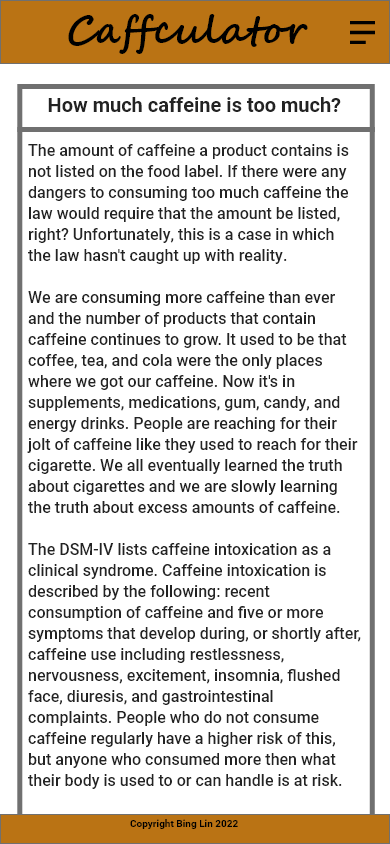 Caffculator
How much caffeine is too much?
The amount of caffeine a product contains is
not listed on the food label. If there were any
dangers to consuming too much caffeine the
law would require that the amount be listed,
right? Unfortunately, this is a case in which
the law hasn't caught up with reality.
We are consuming more caffeine than ever
and the number of products that contain
caffeine continues to grow. It used to be that
coffee, tea, and cola were the only places
where we got our caffeine. Now it's in
supplements, medications, gum, candy, and
energy drinks. People are reaching for their
jolt of caffeine like they used to reach for their
cigarette. We all eventually learned the truth
about cigarettes and we are slowly learning
the truth about excess amounts of caffeine.
The DSM-IV lists caffeine intoxication as a
clinical syndrome. Caffeine intoxication is
described by the following: recent
consumption of caffeine and five or more
symptoms that develop during, or shortly after,
caffeine use including restlessness,
nervousness, excitement, insomnia, flushed
face, diuresis, and gastrointestinal
complaints. People who do not consume
caffeine regularly have a higher risk of this,
but anyone who consumed more then what
their body is used to or can handle is at risk.
Copyright Bing Lin 2022